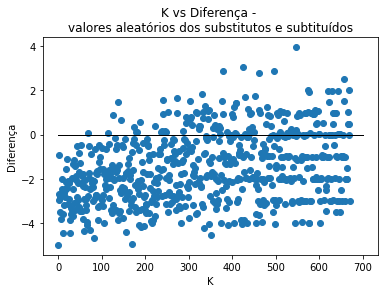 K vs Diferença -
valores aleatórios dos substitutos e subtituídos
Diferença
4
2
0
−2
−4
0 100 200 300 400 500 600 700
K